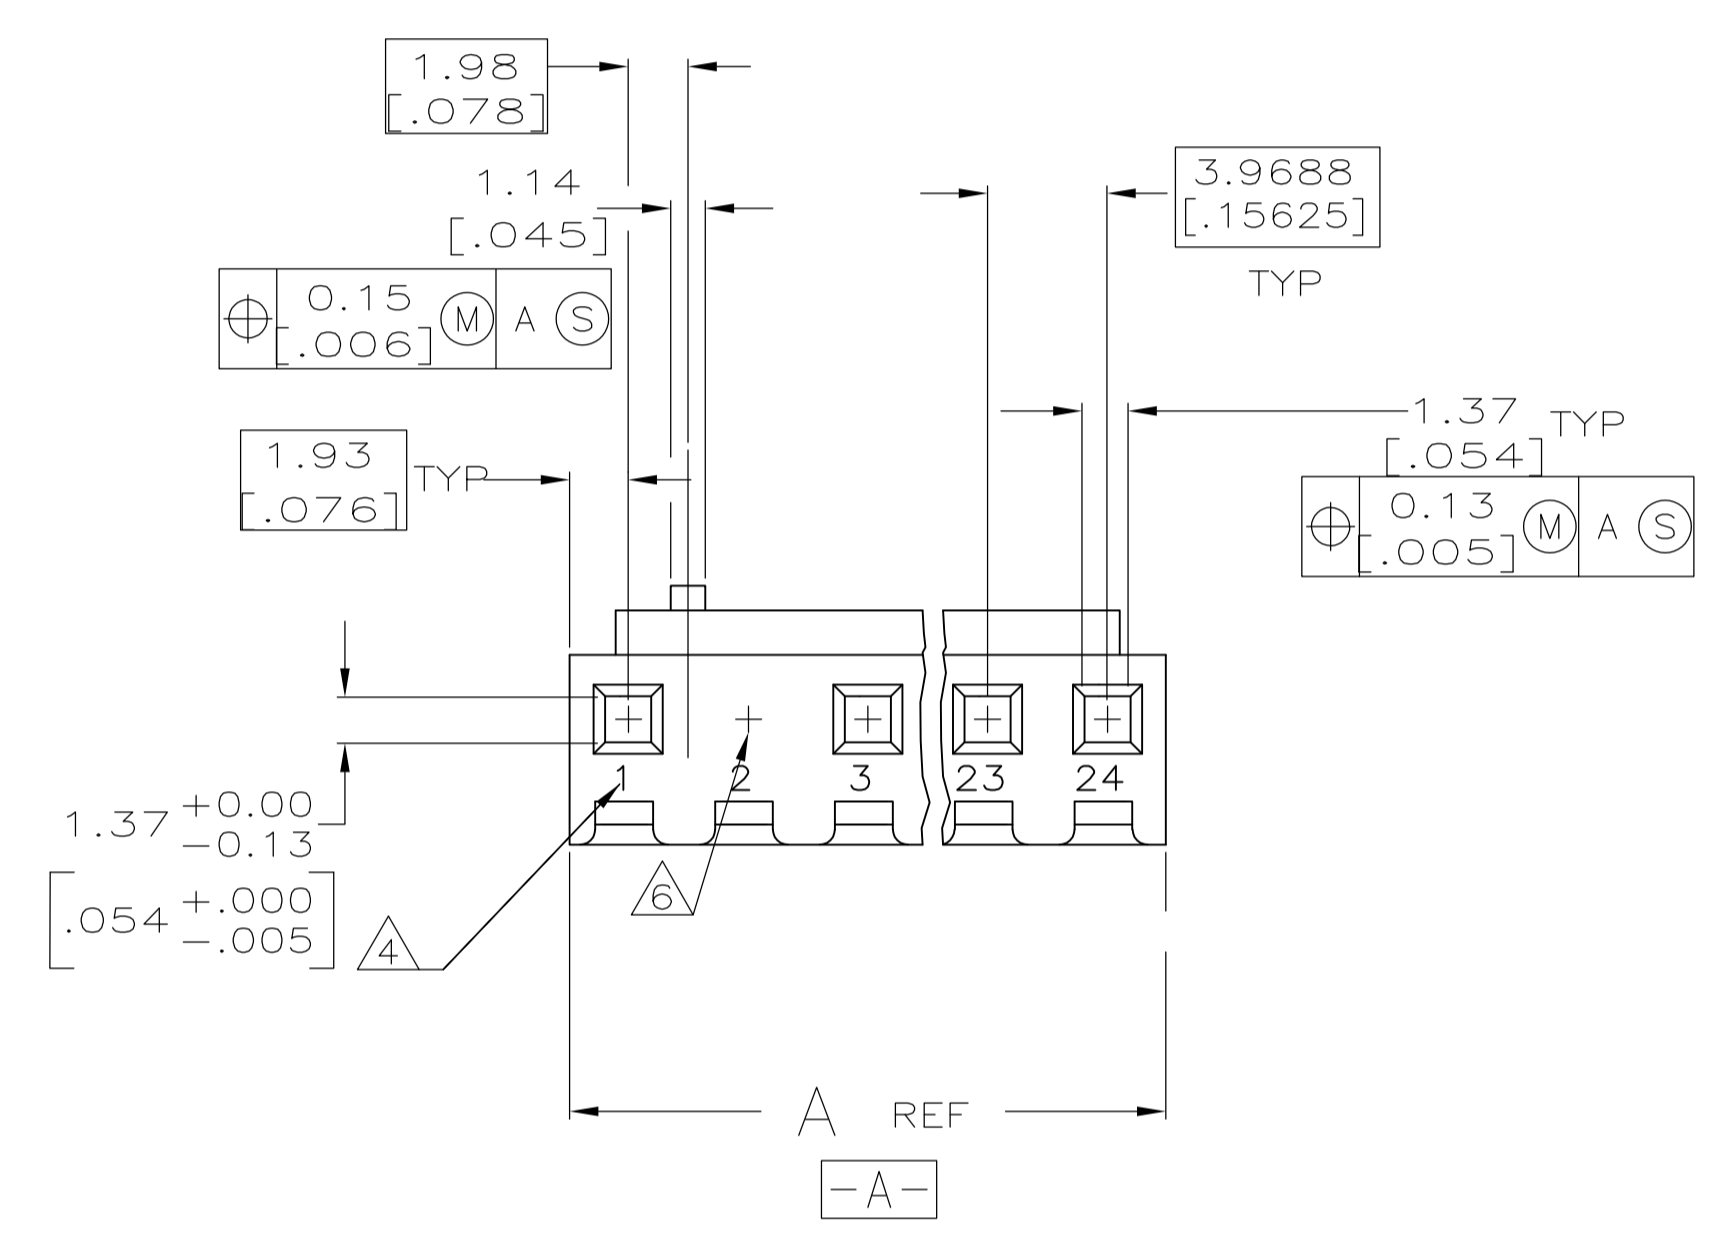 1.98
[.078]
1.14
[.045]
0.15
[.006]
M
A
S
3.9688
[.15625]
TYP
1.37 TYP
[.054]
0.13
[.005]
M
A
S
1.93
[.076]
TYP
1 2 3 23 24
1.37 +0.00
-0.13
[.054 +.000
-.005]
4
6
A REF
-A-